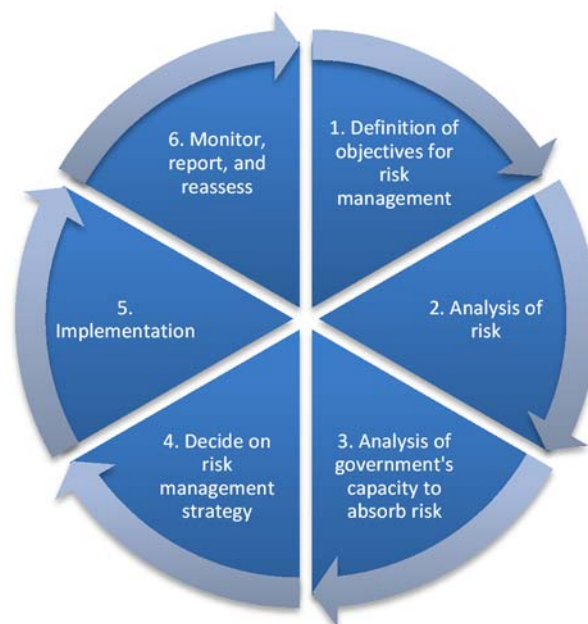 1. Definition of
objectives for
risk
management
2. Analysis of
risk
3. Analysis of
government's
capacity to
absorb risk
4. Decide on
risk
management
strategy
5.
Implementation
6. Monitor,
report, and
reassess